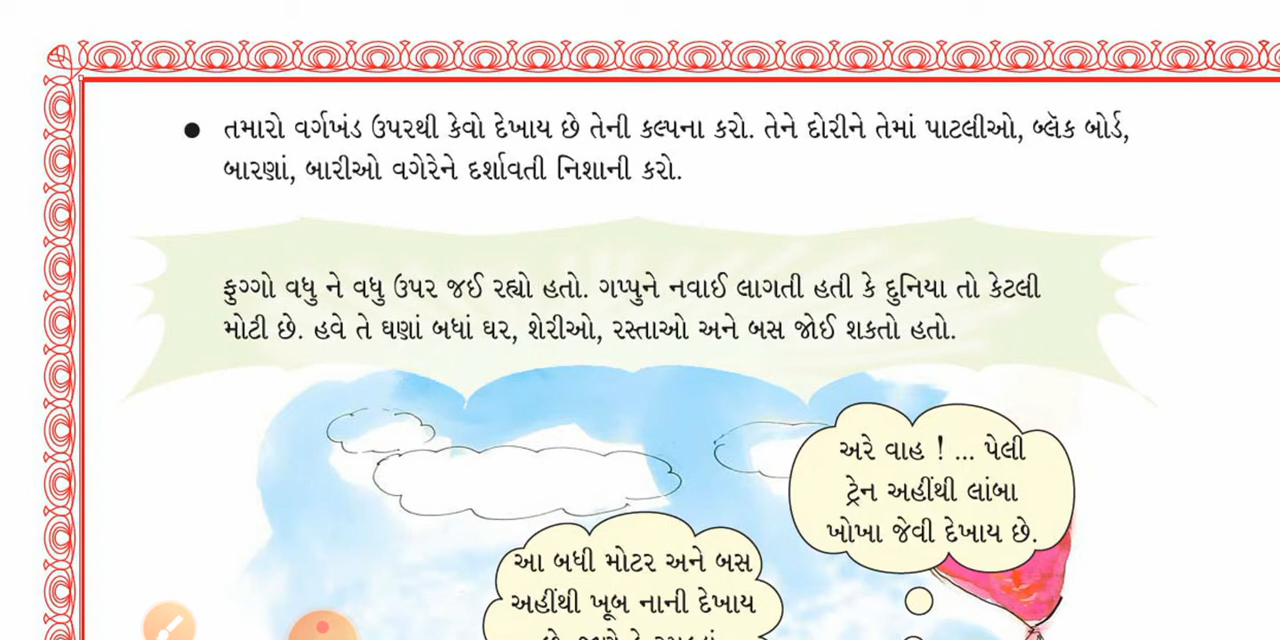 ● તમારો વર્ગખંડ ઉપરથી કેવો દેખાય છે તેની કલ્પના કરો. તેને દોરીને તેમાં પાટલીઓ, બ્લૅક બોર્ડ,
બારણાં, બારીઓ વગેરેને દર્શાવતી નિશાની કરો.
ફુગ્ગો વધુ ને વધુ ઉપર જઈ રહ્યો હતો. ગપ્પુને નવાઈ લાગતી હતી કે દુનિયા તો કેટલી
મોટી છે. હવે તે ઘણાં બધાં ઘર, શેરીઓ, રસ્તાઓ અને બસ જોઈ શકતો હતો.
અરે વાહ ! ... પેલી
ટ્રેન અહીંથી લાંબા
ખોખા જેવી દેખાય છે.
આ બધી મોટર અને બસ
અહીંથી ખૂબ નાની દેખાય